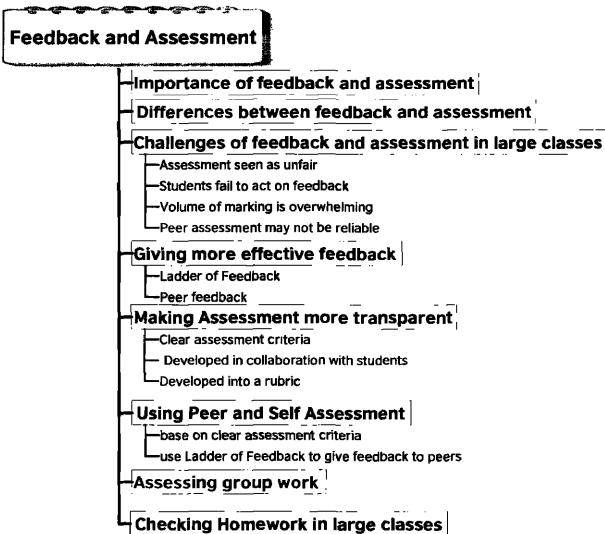 Feedback and Assessment
Importance of feedback and assessment
Differences between feedback and assessment
Challenges of feedback and assessment in large classes
Assessment seen as unfair
Students fail to act on feedback
Volume of marking is overwhelming
Peer assessment may not be reliable
Giving more effective feedback
Ladder of Feedback
Peer feedback
Making Assessment more transparent
Clear assessment criteria
Developed in collaboration with students
Developed into a rubric
Using Peer and Self Assessment
base on clear assessment criteria
use Ladder of Feedback to give feedback to peers
Assessing group work
Checking Homework in large classes